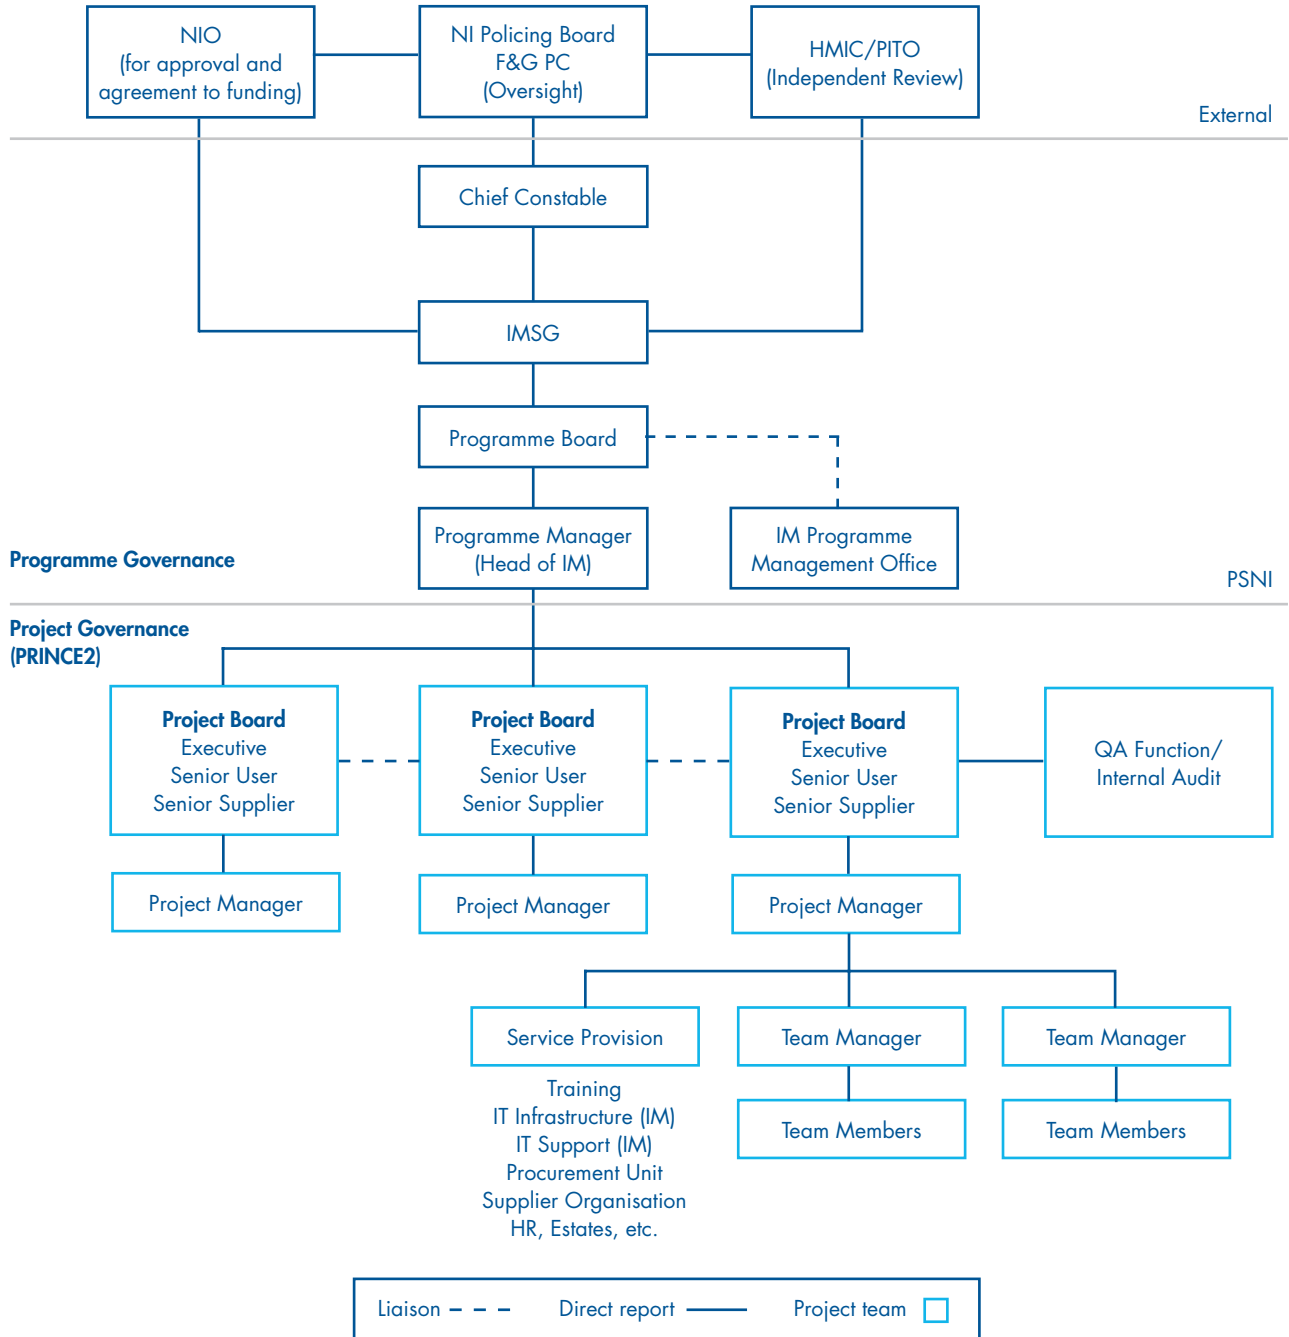 NIO
(for approval and
agreement to funding)
NI Policing Board
F&G PC
(Oversight)
HMIC/PITO
(Independent Review)
External
Chief Constable
IMSG
Programme Board
Programme Manager
(Head of IM)
IM Programme
Management Office
Programme Governance
PSNI
Project Governance
(PRINCE2)
Project Board
Executive
Senior User
Senior Supplier
Project Board
Executive
Senior User
Senior Supplier
Project Board
Executive
Senior User
Senior Supplier
QA Function/
Internal Audit
Project Manager
Project Manager
Project Manager
Service Provision
Team Manager
Team Manager
Training
IT Infrastructure (IM)
IT Support (IM)
Procurement Unit
Supplier Organisation
HR, Estates, etc.
Team Members
Team Members
Liaison
Direct report
Project team